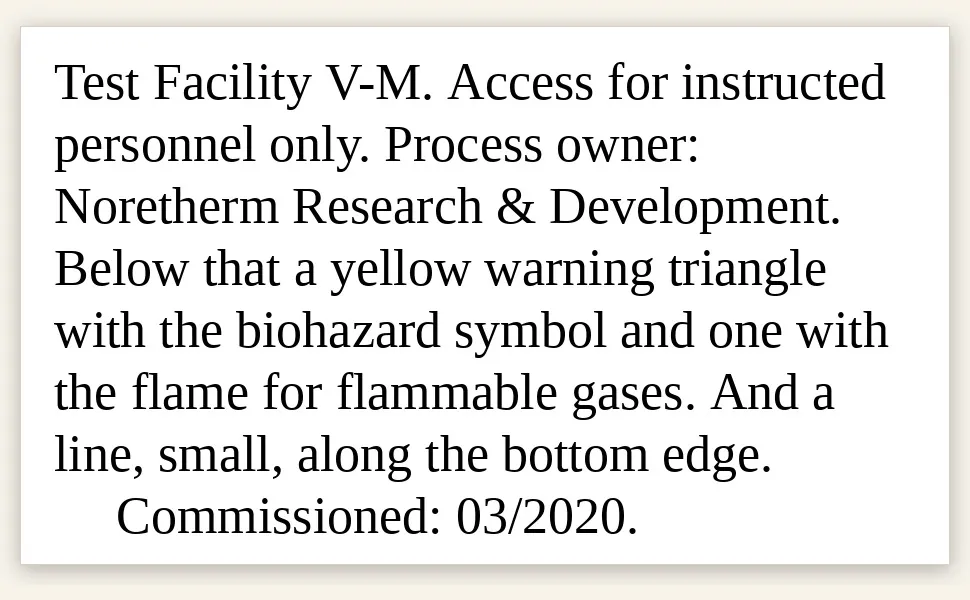 Test Facility V-M. Access for instructed
personnel only. Process owner:
Noretherm Research & Development.
Below that a yellow warning triangle
with the biohazard symbol and one with
the flame for flammable gases. And a
line, small, along the bottom edge.
Commissioned: 03/2020.